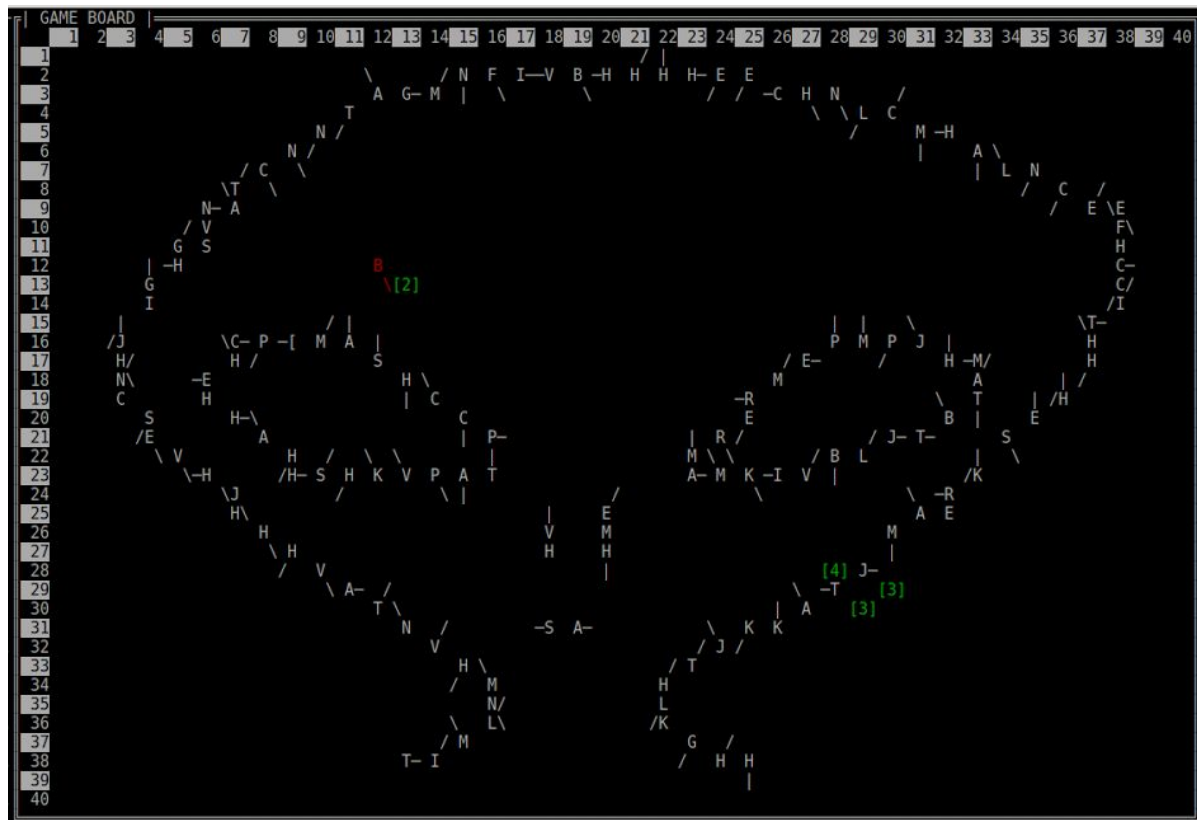 GAME BOARD
1 2 3 4 5 6 7 8 9 10 11 12 13 14 15 16 17 18 19 20 21 22 23 24 25 26 27 28 29 30 31 32 33 34 35 36 37 38 39 40
1 / |
2 \ / N F I—V B —H H H H— E E
3 A G— M | \ \ / / —C H N /
4 T \ \ L C
5 N / / M —H
6 N / | A \
7 / C \ | L N
8 \T \ / C /
9 N— A / E \E
10 / V F\
11 G S H
12 | —H B C—
13 G \[2] C/
14 I /I
15 | / | | | \ \T—
16 /J \C— P —[ M A | P M P J | H
17 H/ H / S / E— / H —M/ H
18 N\ —E H \ M A | /
19 C H | C —R \ T | /H
20 S H—\ C E B | E
21 /E A | P— | R / / J— T— S
22 \ V H / \ \ | M \ \ / B L | \
23 \—H /H— S H K V P A T A— M K —I V | /K
24 \J / \ | / \ \ —R
25 H\ | E A E
26 H V M M
27 \ H H H |
28 / V | [4] J—
29 \ A— / \ —T [3]
30 T \ | A [3]
31 N / —S A— \ K K
32 V / J /
33 H \ / T
34 / M H
35 N/ L
36 \ L\ /K
37 / M G /
38 T— I / H H
39 |
40